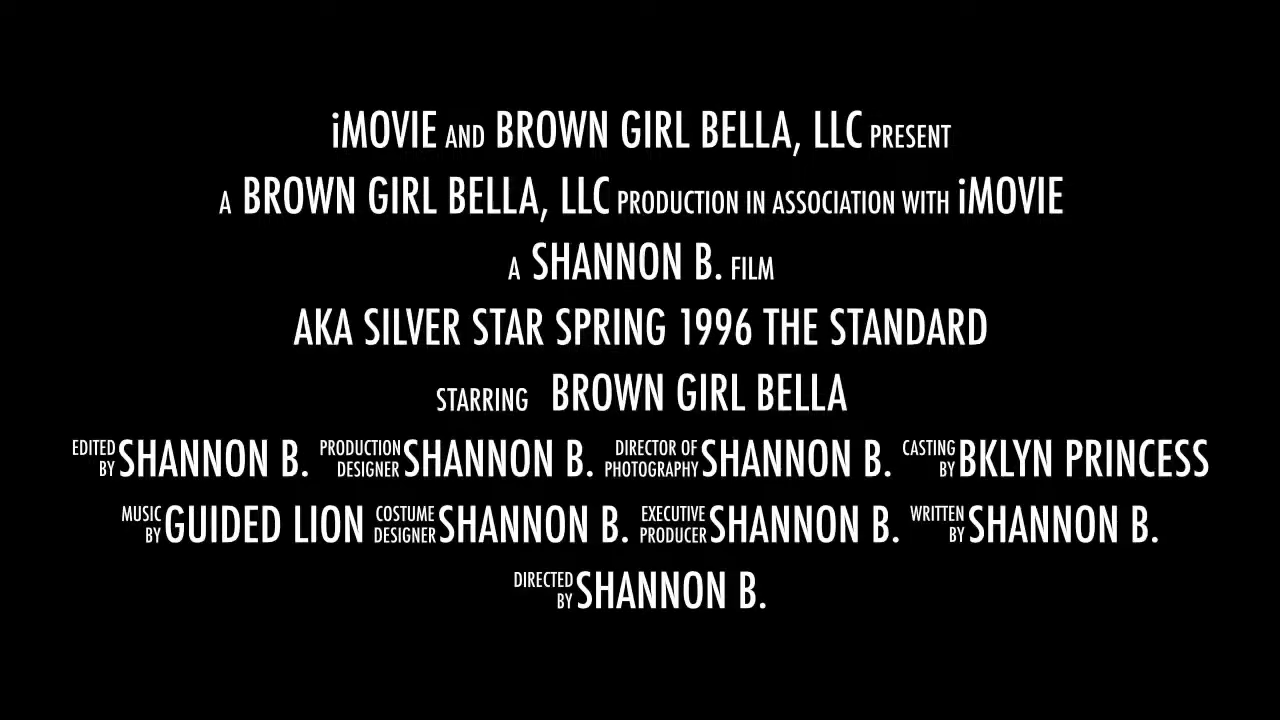 iMOVIE AND BROWN GIRL BELLA, LLC PRESENT
A BROWN GIRL BELLA, LLC PRODUCTION IN ASSOCIATION WITH iMOVIE
A SHANNON B. FILM
AKA SILVER STAR SPRING 1996 THE STANDARD
STARRING BROWN GIRL BELLA
EDITED BY SHANNON B. PRODUCTION DESIGNER SHANNON B. DIRECTOR OF PHOTOGRAPHY SHANNON B. CASTING BY BKLYN PRINCESS
MUSIC BY GUIDED LION COSTUME DESIGNER SHANNON B. EXECUTIVE PRODUCER SHANNON B. WRITTEN BY SHANNON B.
DIRECTED BY SHANNON B.